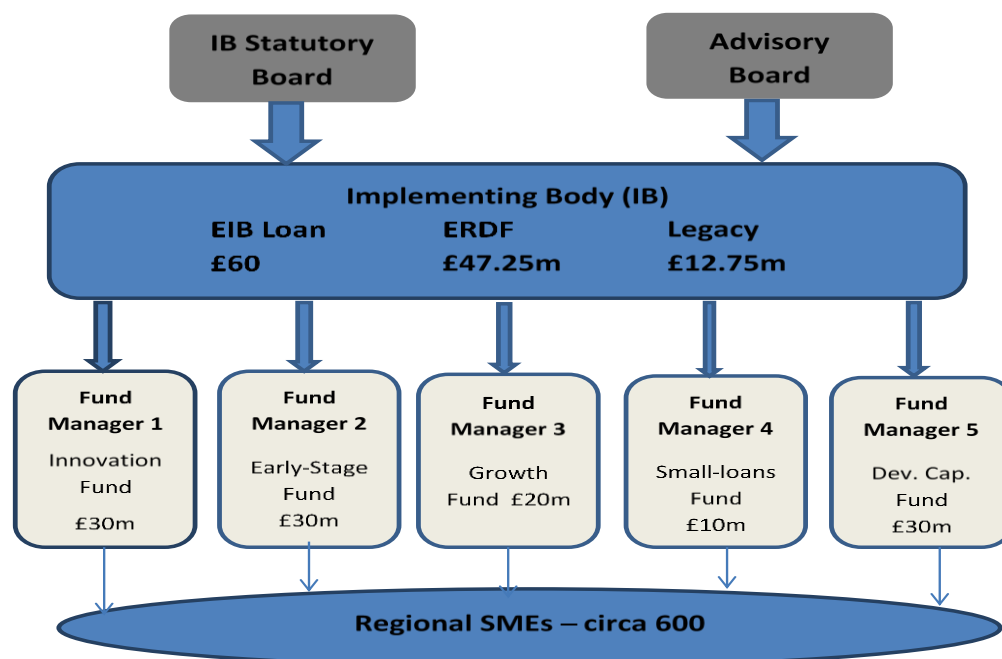 IB Statutory
Board
Advisory
Board
Implementing Body (IB)
EIB Loan ERDF Legacy
£60 £47.25m £12.75m
Fund
Manager 1
Innovation
Fund
£30m
Fund
Manager 2
Early-Stage
Fund
£30m
Fund
Manager 3
Growth
Fund £20m
Fund
Manager 4
Small-loans
Fund
£10m
Fund
Manager 5
Dev. Cap.
Fund
£30m
Regional SMEs – circa 600